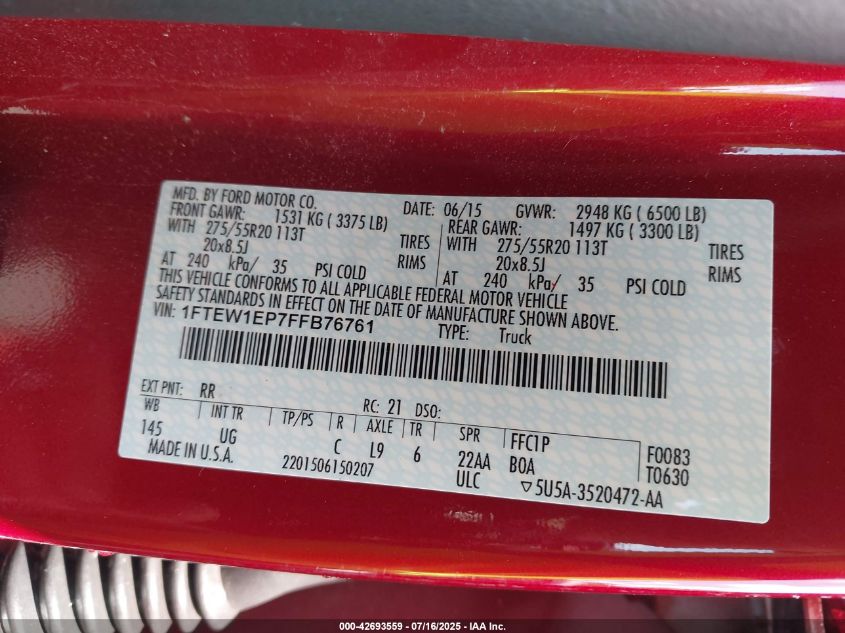 MFD. BY FORD MOTOR CO. DATE: 06/15 GVWR: 2948 KG ( 6500 LB)
FRONT GAWR: 1531 KG ( 3375 LB) REAR GAWR: 1497 KG ( 3300 LB)
WITH 275/55R20 113T TIRES WITH 275/55R20 113T TIRES
20x8.5J RIMS 20x8.5J RIMS
AT 240 kPa/ 35 PSI COLD AT 240 kPa/ 35 PSI COLD
THIS VEHICLE CONFORMS TO ALL APPLICABLE FEDERAL MOTOR VEHICLE
SAFETY STANDARDS IN EFFECT ON THE DATE OF MANUFACTURE SHOWN ABOVE.
VIN: 1FTEW1EP7FFB76761 TYPE: Truck
EXT PNT: RR RC: 21 DSO:
WB INT TR TP/PS R AXLE TR SPR FFC1P F0083
145 UG C L9 6 22AA BOA T0630
MADE IN U.S.A. 2201506150207 ULC ▽5U5A-3520472-AA
000-42693559 - 07/16/2025 - IAA Inc.